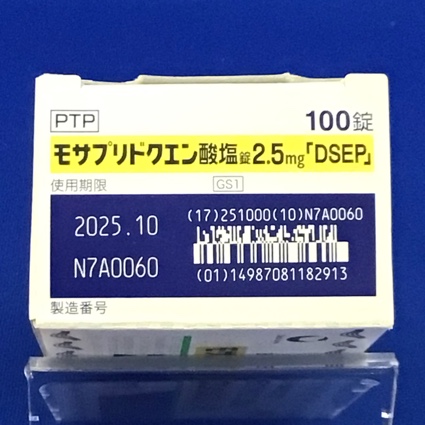 PTP 100錠
モサプリドクエン酸塩錠2.5mg「DSEP」
使用期限 GS1
2025.10 (17)251000(10)N7A0060
N7A0060 (01)14987081182913
製造番号